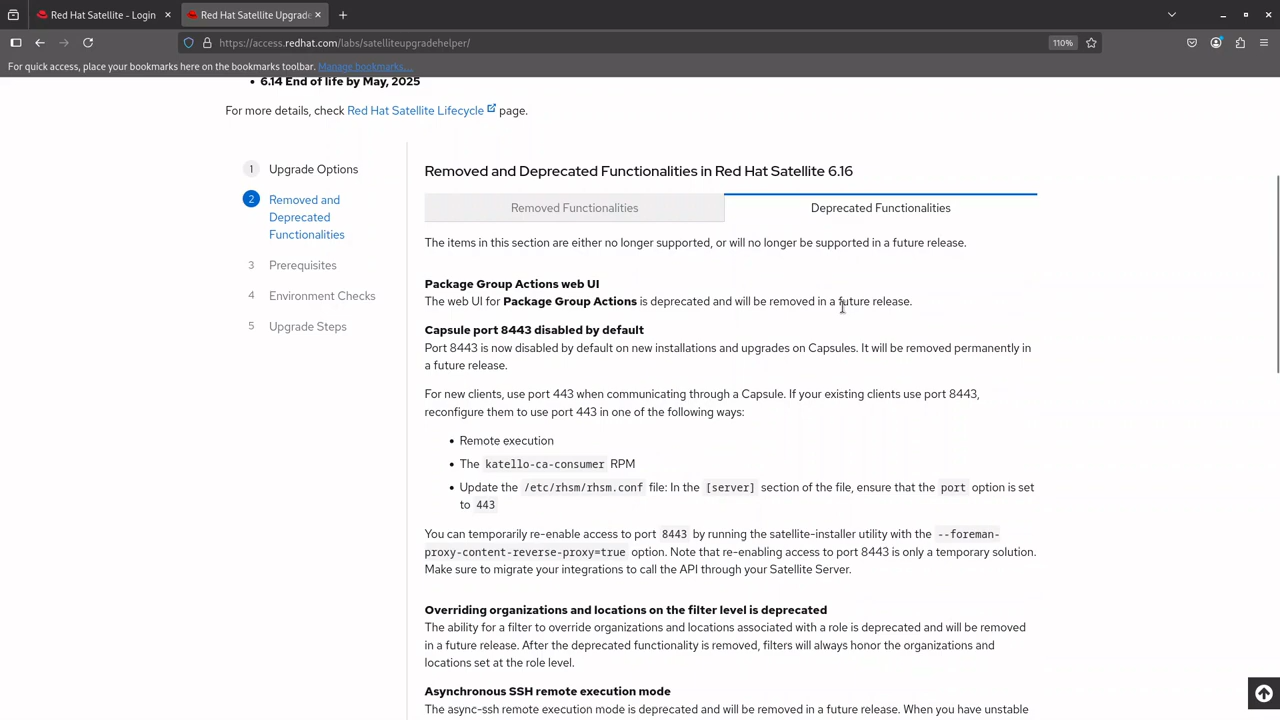 Red Hat Satellite - Login
Red Hat Satellite Upgrade
https://access.redhat.com/labs/satelliteupgradehelper/
110%
For quick access, place your bookmarks here on the bookmarks toolbar. Manage bookmarks...
• 6.14 End of life by May, 2025
For more details, check Red Hat Satellite Lifecycle page.
1 Upgrade Options
2 Removed and
Deprecated
Functionalities
3 Prerequisites
4 Environment Checks
5 Upgrade Steps
Removed and Deprecated Functionalities in Red Hat Satellite 6.16
Removed Functionalities
Deprecated Functionalities
The items in this section are either no longer supported, or will no longer be supported in a future release.
Package Group Actions web UI
The web UI for Package Group Actions is deprecated and will be removed in a future release.
Capsule port 8443 disabled by default
Port 8443 is now disabled by default on new installations and upgrades on Capsules. It will be removed permanently in
a future release.
For new clients, use port 443 when communicating through a Capsule. If your existing clients use port 8443,
reconfigure them to use port 443 in one of the following ways:
• Remote execution
• The katello-ca-consumer RPM
• Update the /etc/rhsm/rhsm.conf file: In the [server] section of the file, ensure that the port option is set
to 443
You can temporarily re-enable access to port 8443 by running the satellite-installer utility with the --foreman-
proxy-content-reverse-proxy=true option. Note that re-enabling access to port 8443 is only a temporary solution.
Make sure to migrate your integrations to call the API through your Satellite Server.
Overriding organizations and locations on the filter level is deprecated
The ability for a filter to override organizations and locations associated with a role is deprecated and will be removed
in a future release. After the deprecated functionality is removed, filters will always honor the organizations and
locations set at the role level.
Asynchronous SSH remote execution mode
The async-ssh remote execution mode is deprecated and will be removed in a future release. When you have unstable